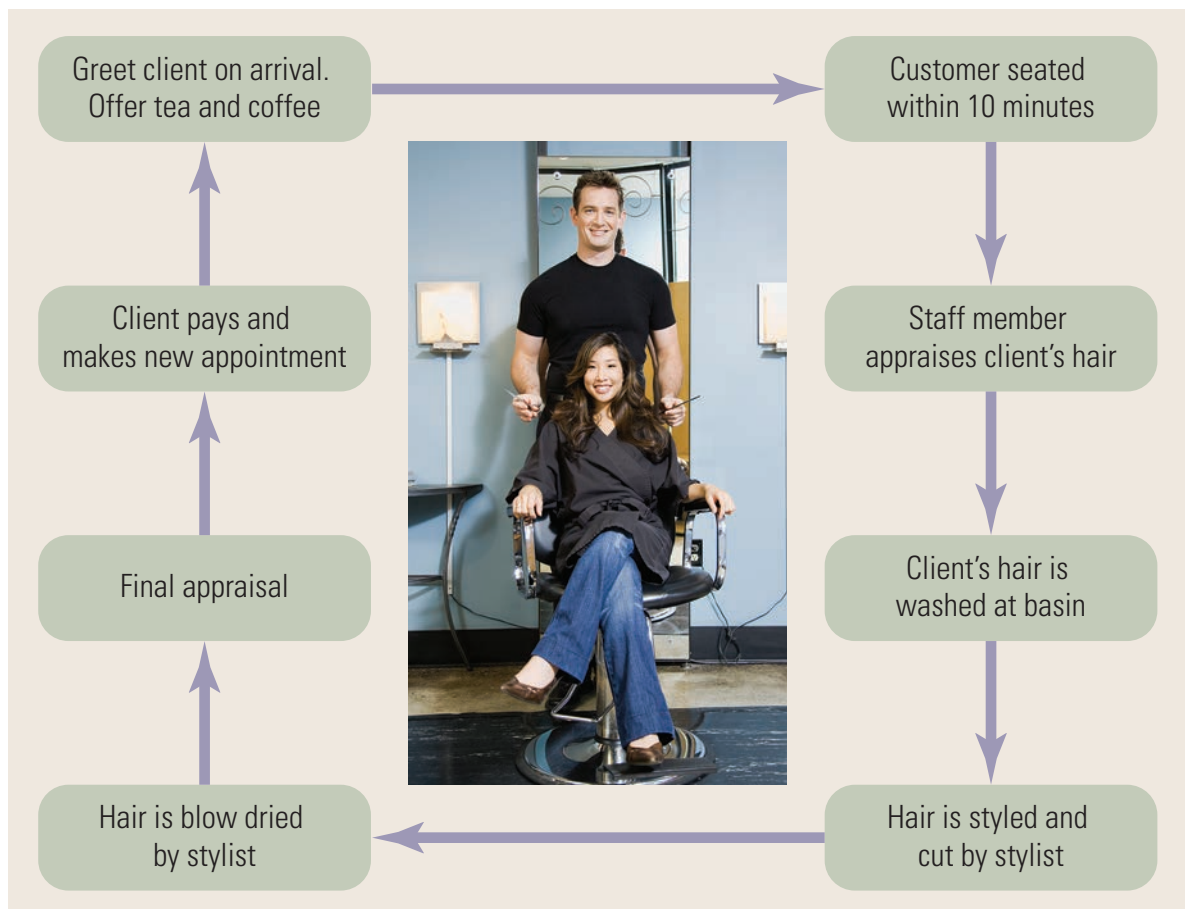 Greet client on arrival.
Offer tea and coffee
Customer seated
within 10 minutes
Staff member
appraises client's hair
Client's hair is
washed at basin
Hair is styled and
cut by stylist
Hair is blow dried
by stylist
Final appraisal
Client pays and
makes new appointment